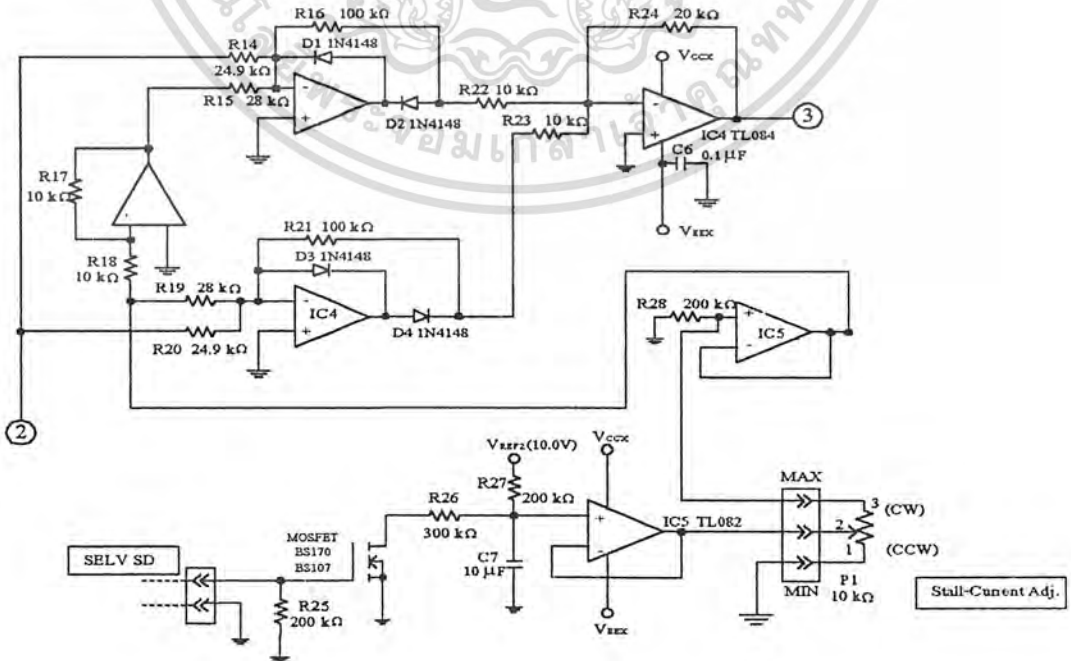 R16 100 kΩ
R24 20 kΩ
R14
D1 1N4148
24.9 kΩ
VCCX
R15 28 kΩ
-
+
D2 1N4148
R22 10 kΩ
R23 10 kΩ
-
+
IC4 TL084
3
C6
0.1 μF
VEEX
R17
10 kΩ
R18
10 kΩ
R21 100 kΩ
D3 1N4148
R19 28 kΩ
-
+
IC4
D4 1N4148
R20 24.9 kΩ
R28 200 kΩ
+
-
IC5
2
VREF2(10.0V)
VCCX
R27
200 kΩ
R26
300 kΩ
+
-
IC5 TL082
C7
10 μF
VEEX
MAX
3 (CW)
2
1 (CCW)
MIN
P1
10 kΩ
Stall-Current Adj.
SELV SD
MOSFET
BS170
BS107
R25
200 kΩ